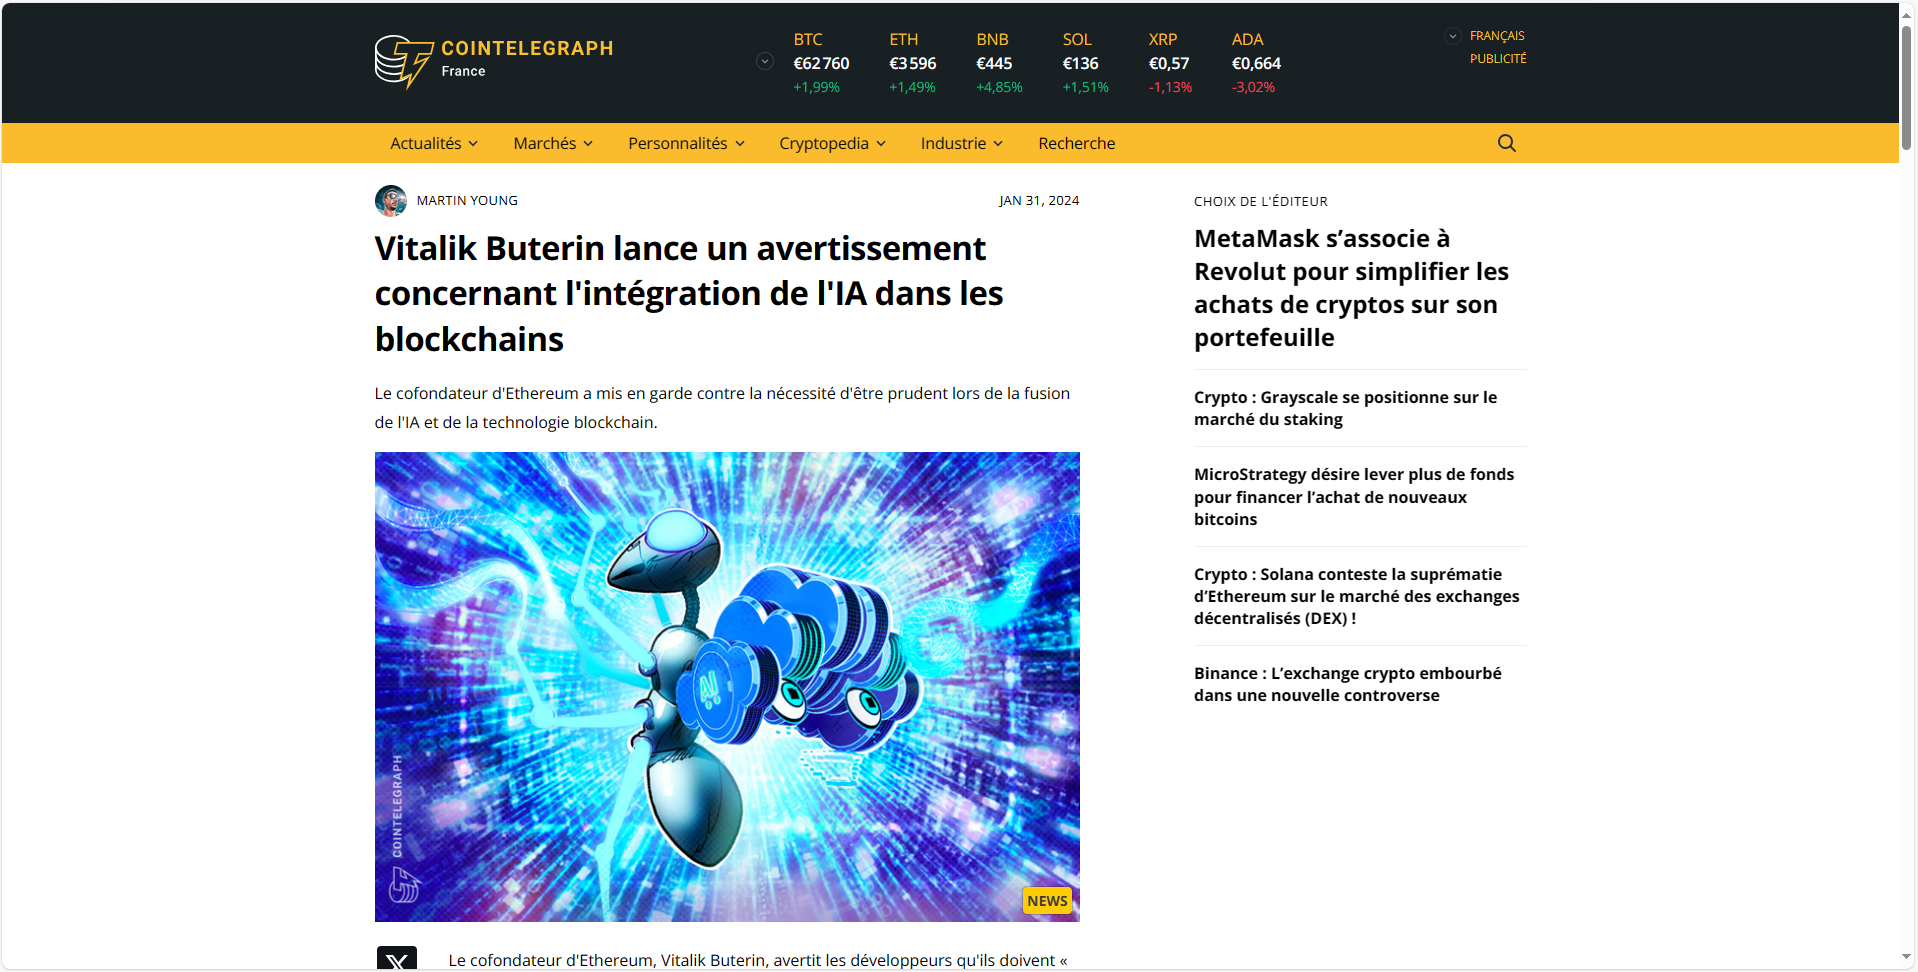 COINTELEGRAPH
France
BTC
€62 760
+1,99%
ETH
€3 596
+1,49%
BNB
€445
+4,85%
SOL
€136
+1,51%
XRP
€0,57
-1,13%
ADA
€0,664
-3,02%
FRANÇAIS
PUBLICITÉ
Actualités
Marchés
Personnalités
Cryptopedia
Industrie
Recherche
MARTIN YOUNG
JAN 31, 2024
Vitalik Buterin lance un avertissement
concernant l'intégration de l'IA dans les
blockchains
Le cofondateur d'Ethereum a mis en garde contre la nécessité d'être prudent lors de la fusion
de l'IA et de la technologie blockchain.
AI
COINTELEGRAPH
NEWS
Le cofondateur d'Ethereum, Vitalik Buterin, avertit les développeurs qu'ils doivent «
CHOIX DE L'ÉDITEUR
MetaMask s’associe à
Revolut pour simplifier les
achats de cryptos sur son
portefeuille
Crypto : Grayscale se positionne sur le
marché du staking
MicroStrategy désire lever plus de fonds
pour financer l’achat de nouveaux
bitcoins
Crypto : Solana conteste la suprématie
d’Ethereum sur le marché des exchanges
décentralisés (DEX) !
Binance : L’exchange crypto embourbé
dans une nouvelle controverse